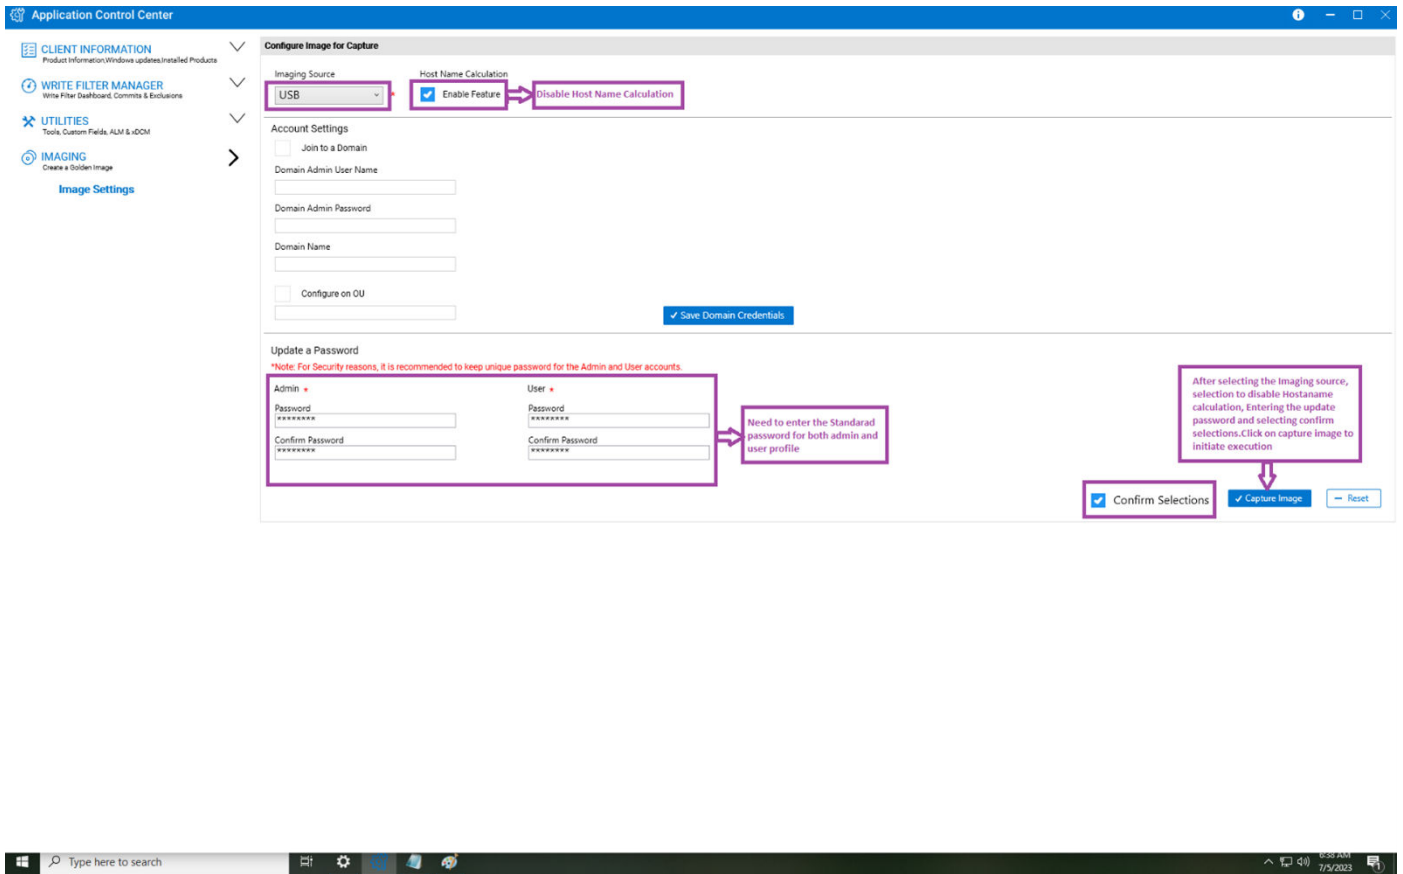 Application Control Center
CLIENT INFORMATION
Product Information,Windows updates,Installed Products
WRITE FILTER MANAGER
Write Filter Dashboard, Commits & Exclusions
UTILITIES
Tools, Custom Fields, ALM & xDCM
IMAGING
Create a Golden Image
Image Settings
Configure Image for Capture
Imaging Source
USB
*
Host Name Calculation
Enable Feature
Disable Host Name Calculation
Account Settings
Join to a Domain
Domain Admin User Name
Domain Admin Password
Domain Name
Configure on OU
Save Domain Credentials
Update a Password
*Note: For Security reasons, it is recommended to keep unique password for the Admin and User accounts.
Admin *
Password
********
Confirm Password
********
User *
Password
********
Confirm Password
********
Need to enter the Standarad
password for both admin and
user profile
After selecting the Imaging source,
selection to disable Hostaname
calculation, Entering the update
password and selecting confirm
selections.Click on capture image to
initiate execution
Confirm Selections
Capture Image
Reset
Type here to search
6:38 AM
7/5/2023
1